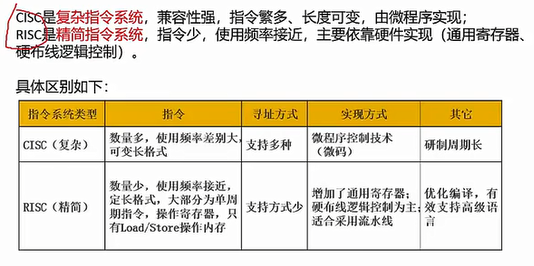 CISC是复杂指令系统，兼容性强，指令繁多、长度可变，由微程序实现；
RISC是精简指令系统，指令少，使用频率接近，主要依靠硬件实现（通用寄存器、
硬布线逻辑控制）。
具体区别如下：
指令系统类型 指令 寻址方式 实现方式 其它
CISC（复杂） 数量多，使用频率差别大，可变长格式 支持多种 微程序控制技术（微码） 研制周期长
RISC（精简） 数量少，使用频率接近，定长格式，大部分为单周期指令，操作寄存器，只有Load/Store操作内存 支持方式少 增加了通用寄存器；硬布线逻辑控制为主；适合采用流水线 优化编译，有效支持高级语言